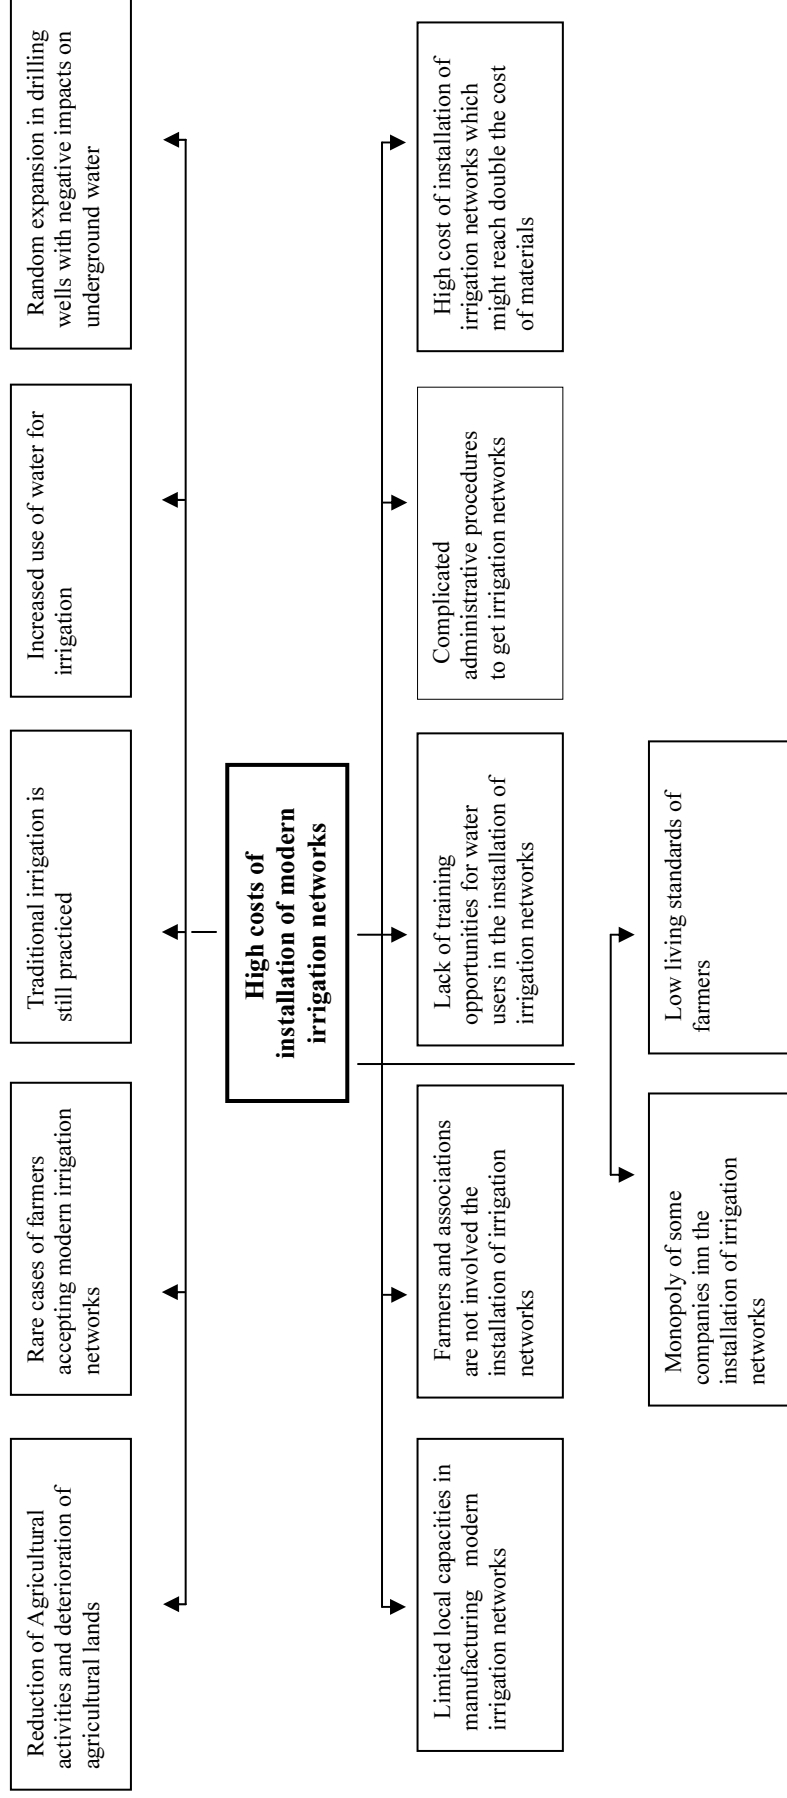 Reduction of Agricultural
activities and deterioration of
agricultural lands
Rare cases of farmers
accepting modern irrigation
networks
Traditional irrigation is
still practiced
Increased use of water for
irrigation
Random expansion in drilling
wells with negative impacts on
underground water
High costs of
installation of modern
irrigation networks
Limited local capacities in
manufacturing modern
irrigation networks
Farmers and associations
are not involved the
installation of irrigation
networks
Lack of training
opportunities for water
users in the installation of
irrigation networks
Complicated
administrative procedures
to get irrigation networks
High cost of installation of
irrigation networks which
might reach double the cost
of materials
Monopoly of some
companies inn the
installation of irrigation
networks
Low living standards of
farmers